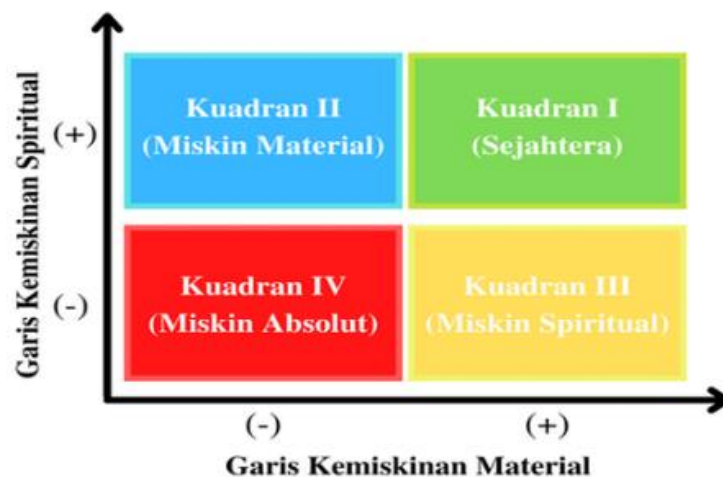 Garis Kemiskinan Spiritual
(+)
(-)
Kuadran II
(Miskin Material)
Kuadran I
(Sejahtera)
Kuadran IV
(Miskin Absolut)
Kuadran III
(Miskin Spiritual)
(-)
(+)
Garis Kemiskinan Material